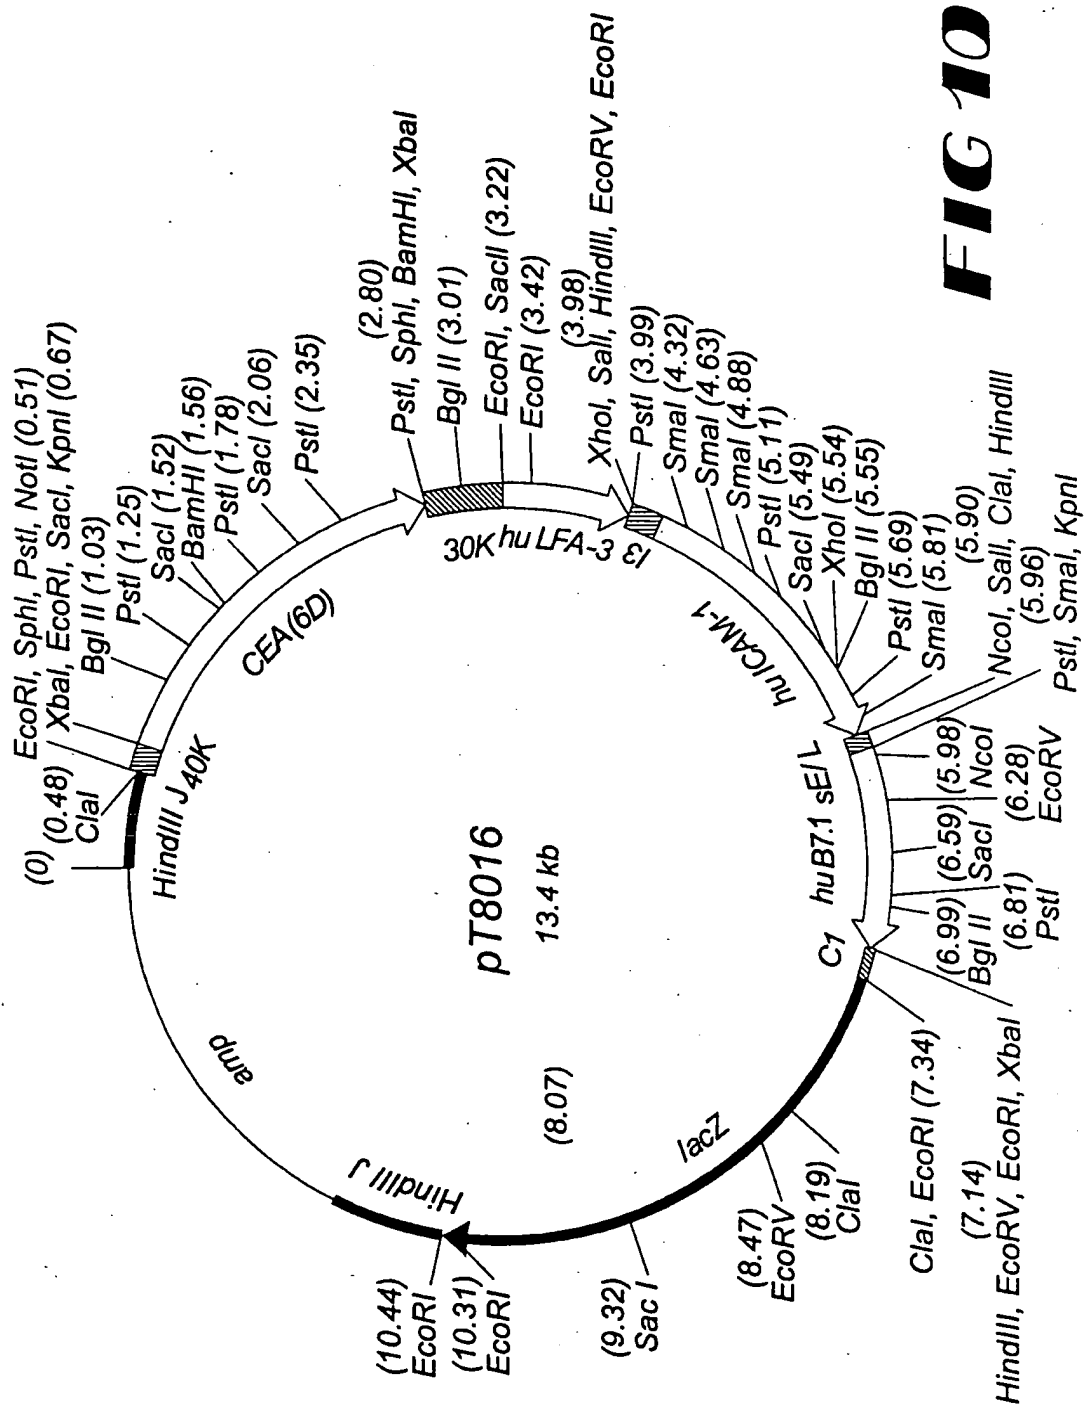 (0)
(0.48)
ClaI
EcoRI, SphI, PstI, NotI (0.51)
XbaI, EcoRI, SacI, KpnI (0.67)
Bgl II (1.03)
PstI (1.25)
SacI (1.52)
BamHI (1.56)
PstI (1.78)
SacI (2.06)
PstI (2.35)
(2.80)
PstI, SphI, BamHI, XbaI
Bgl II (3.01)
EcoRI, SacII (3.22)
EcoRI (3.42)
(3.98)
XhoI, SalI, HindIII, EcoRV, EcoRI
PstI (3.99)
SmaI (4.32)
SmaI (4.63)
SmaI (4.88)
PstI (5.11)
SacI (5.49)
XhoI (5.54)
Bgl II (5.55)
PstI (5.69)
SmaI (5.81)
(5.90)
NcoI, SalI, ClaI, HindIII
(5.96)
PstI, SmaI, KpnI
(5.98)
NcoI
(6.28)
EcoRV
(6.59)
SacI
(6.81)
PstI
(6.99)
Bgl II
(7.14)
HindIII, EcoRV, EcoRI, XbaI
ClaI, EcoRI (7.34)
(8.19)
ClaI
(8.47)
EcoRV
(9.32)
Sac I
(10.31)
EcoRI
(10.44)
EcoRI
HindIII J
40K
CEA(6D)
30K
hu LFA-3
I3
huICAM-1
huB7.1 sE/L
C1
lacZ
HindIII J
amp
(8.07)
pT8016
13.4 kb
FIG 10